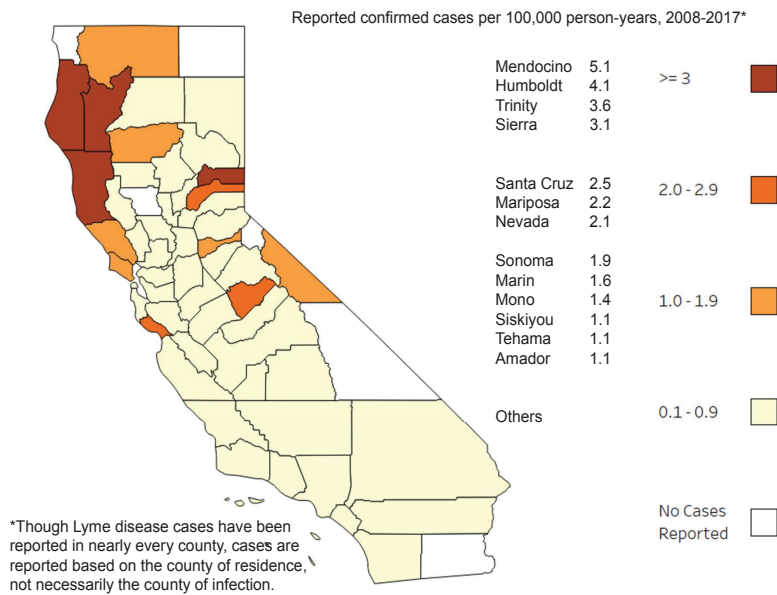 Reported confirmed cases per 100,000 person-years, 2008-2017*
Mendocino 5.1
Humboldt 4.1
Trinity 3.6
Sierra 3.1
>= 3
Santa Cruz 2.5
Mariposa 2.2
Nevada 2.1
2.0 - 2.9
Sonoma 1.9
Marin 1.6
Mono 1.4
Siskiyou 1.1
Tehama 1.1
Amador 1.1
1.0 - 1.9
Others 0.1 - 0.9
No Cases
Reported
*Though Lyme disease cases have been
reported in nearly every county, cases are
reported based on the county of residence,
not necessarily the county of infection.